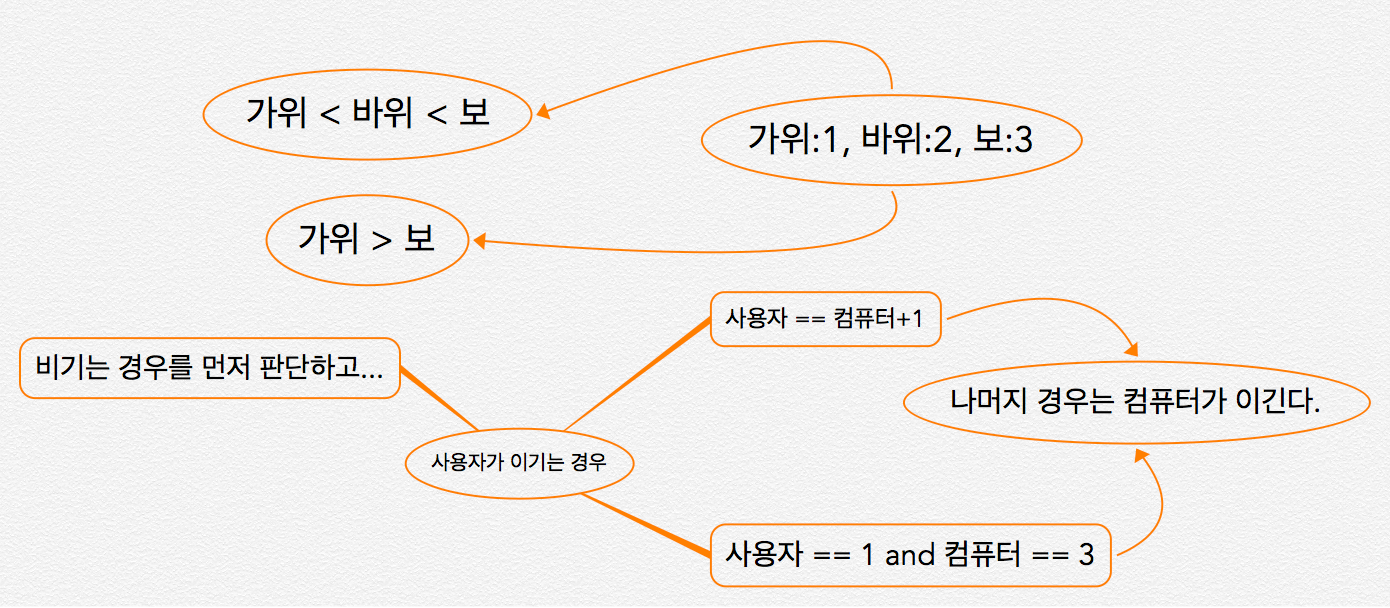 가위 < 바위 < 보
가위:1, 바위:2, 보:3
가위 > 보
사용자 == 컴퓨터+1
비기는 경우를 먼저 판단하고...
나머지 경우는 컴퓨터가 이긴다.
사용자가 이기는 경우
사용자 == 1 and 컴퓨터 == 3